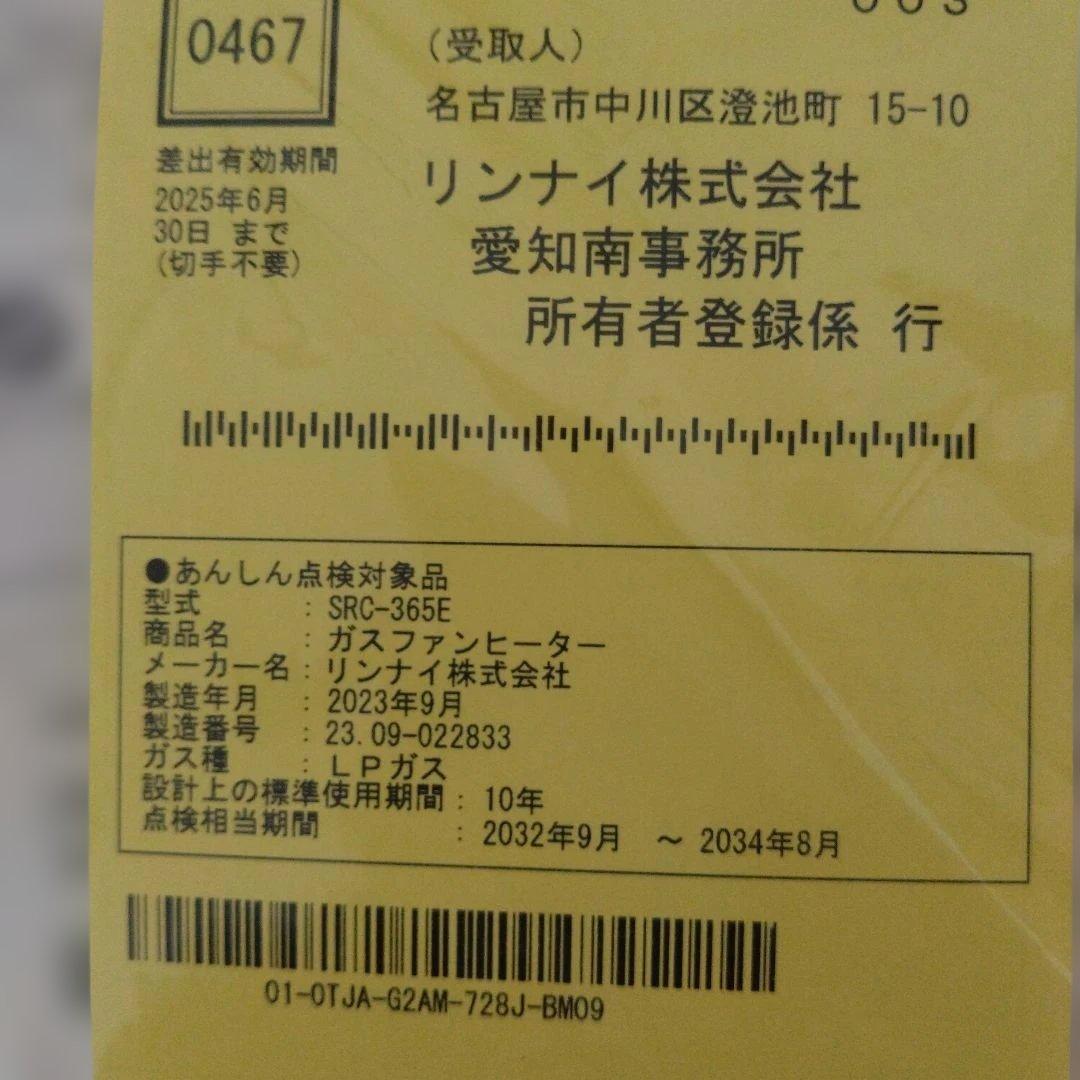 0467
差出有効期間
2025年6月
30日 まで
(切手不要)
(受取人)
名古屋市中川区澄池町 15-10
リンナイ株式会社
愛知南事務所
所有者登録係 行
●あんしん点検対象品
型式 : SRC-365E
商品名 : ガスファンヒーター
メーカー名 : リンナイ株式会社
製造年月 : 2023年9月
製造番号 : 23.09-022833
ガス種 : LPガス
設計上の標準使用期間 : 10年
点検相当期間 : 2032年9月 ~ 2034年8月
01-0TJA-G2AM-728J-BM09